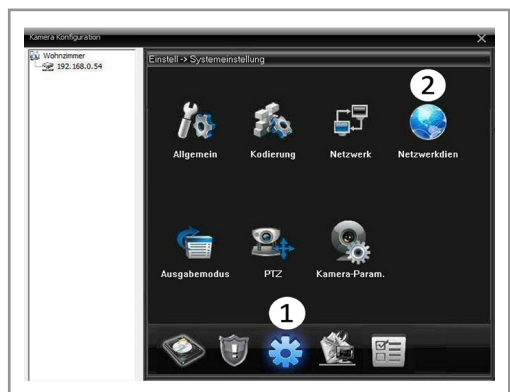 Kamera Konfiguration
Wohnzimmer
192.168.0.54
Einstell -> Systemeinstellung
2
Allgemein Kodierung Netzwerk Netzwerkdien
Ausgabemodus PTZ Kamera-Param.
1